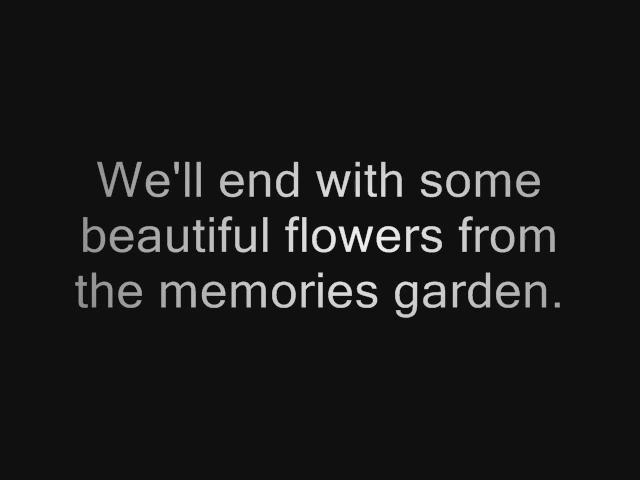 We'll end with some
beautiful flowers from
the memories garden.